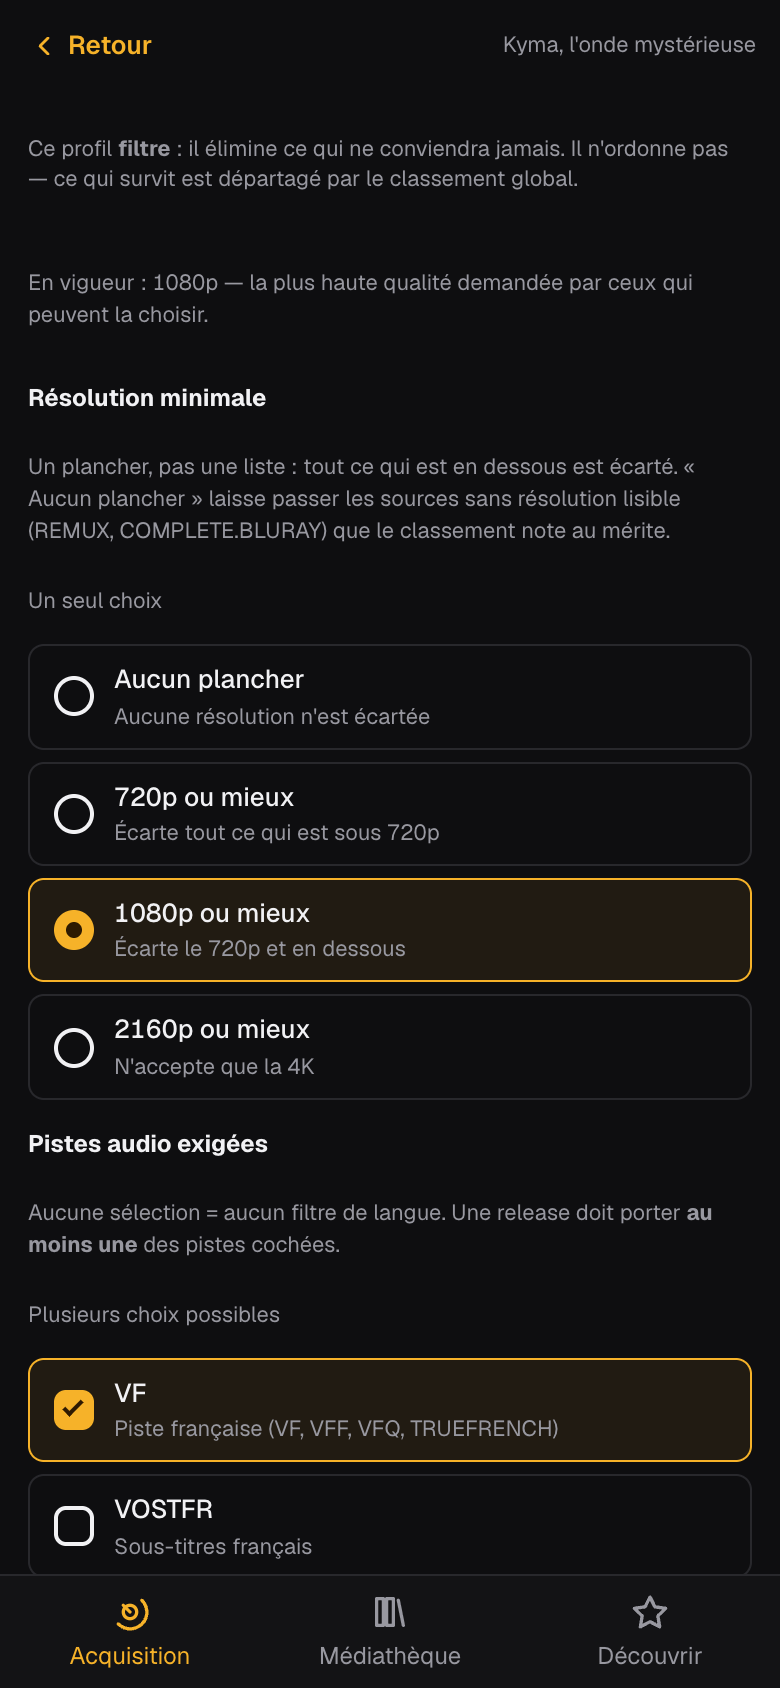 Retour
Kyma, l'onde mystérieuse
Ce profil filtre : il élimine ce qui ne conviendra jamais. Il n'ordonne pas
— ce qui survit est départagé par le classement global.
En vigueur : 1080p — la plus haute qualité demandée par ceux qui
peuvent la choisir.
Résolution minimale
Un plancher, pas une liste : tout ce qui est en dessous est écarté. «
Aucun plancher » laisse passer les sources sans résolution lisible
(REMUX, COMPLETE.BLURAY) que le classement note au mérite.
Un seul choix
Aucun plancher
Aucune résolution n'est écartée
720p ou mieux
Écarte tout ce qui est sous 720p
1080p ou mieux
Écarte le 720p et en dessous
2160p ou mieux
N'accepte que la 4K
Pistes audio exigées
Aucune sélection = aucun filtre de langue. Une release doit porter au
moins une des pistes cochées.
Plusieurs choix possibles
VF
Piste française (VF, VFF, VFQ, TRUEFRENCH)
VOSTFR
Sous-titres français
Acquisition
Médiathèque
Découvrir